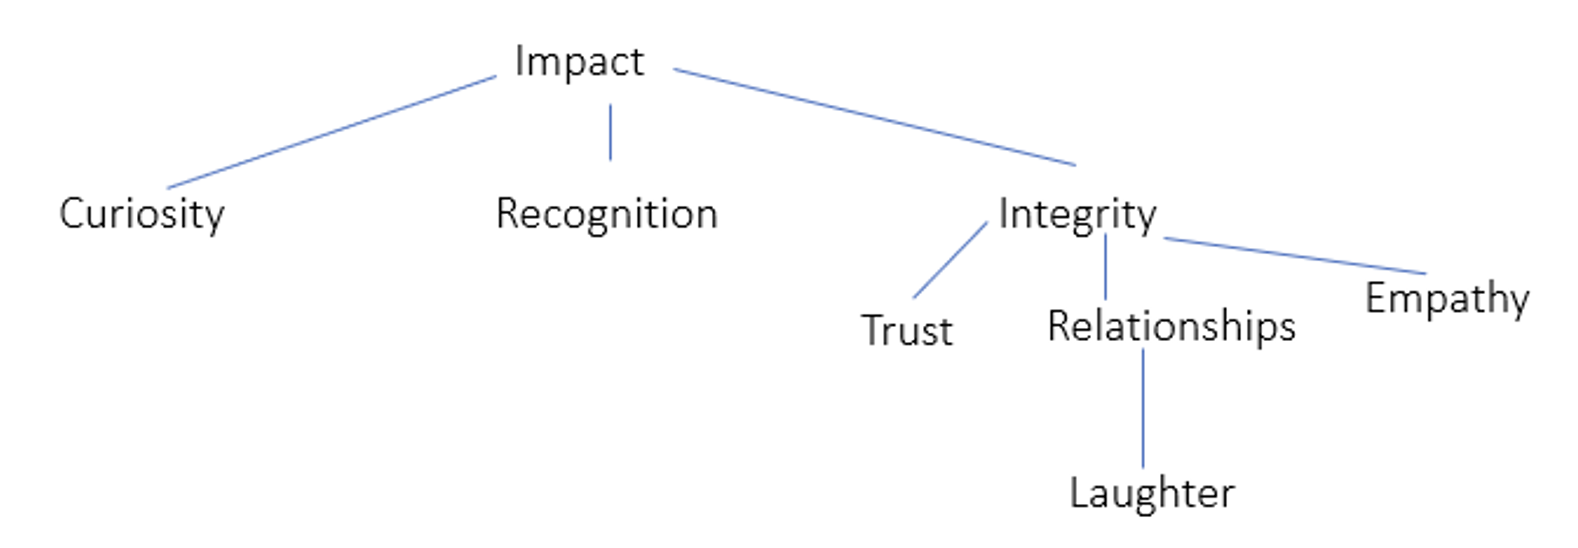 Impact
Curiosity
Recognition
Integrity
Trust
Relationships
Empathy
Laughter